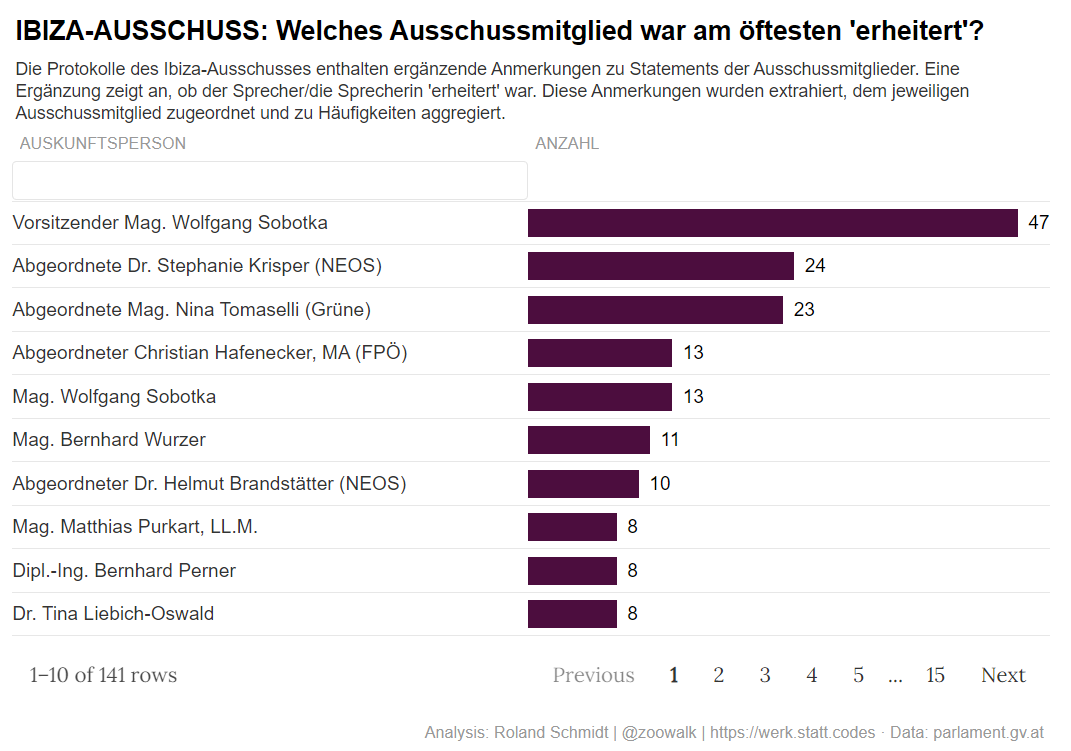 IBIZA-AUSSCHUSS: Welches Ausschussmitglied war am öftesten 'erheitert'?
Die Protokolle des Ibiza-Ausschusses enthalten ergänzende Anmerkungen zu Statements der Ausschussmitglieder. Eine
Ergänzung zeigt an, ob der Sprecher/die Sprecherin 'erheitert' war. Diese Anmerkungen wurden extrahiert, dem jeweiligen
Ausschussmitglied zugeordnet und zu Häufigkeiten aggregiert.
AUSKUNFTSPERSON ANZAHL
Vorsitzender Mag. Wolfgang Sobotka 47
Abgeordnete Dr. Stephanie Krisper (NEOS) 24
Abgeordnete Mag. Nina Tomaselli (Grüne) 23
Abgeordneter Christian Hafenecker, MA (FPÖ) 13
Mag. Wolfgang Sobotka 13
Mag. Bernhard Wurzer 11
Abgeordneter Dr. Helmut Brandstätter (NEOS) 10
Mag. Matthias Purkart, LL.M. 8
Dipl.-Ing. Bernhard Perner 8
Dr. Tina Liebich-Oswald 8
1–10 of 141 rows Previous 1 2 3 4 5 ... 15 Next
Analysis: Roland Schmidt | @zoowalk | https://werk.statt.codes · Data: parlament.gv.at